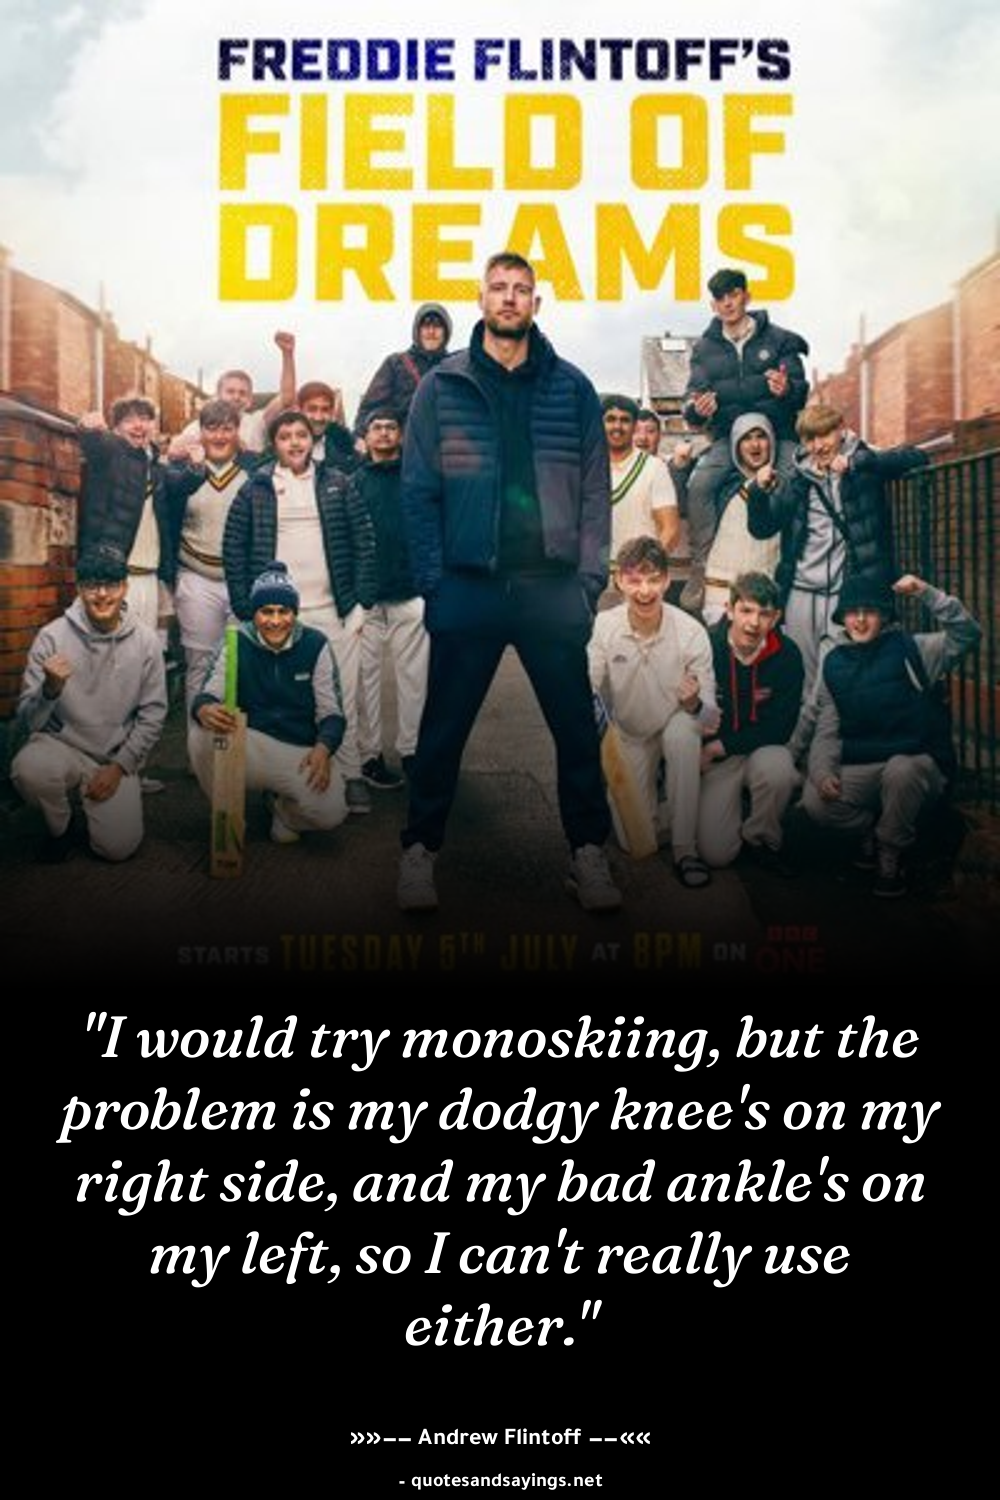 FREDDIE FLINTOFF'S
FIELD OF
DREAMS
STARTS TUESDAY 5TH JULY AT 8PM ON BBC ONE
"I would try monoskiing, but the
problem is my dodgy knee's on my
right side, and my bad ankle's on
my left, so I can't really use
either."
»»−− Andrew Flintoff −−««
- quotesandsayings.net